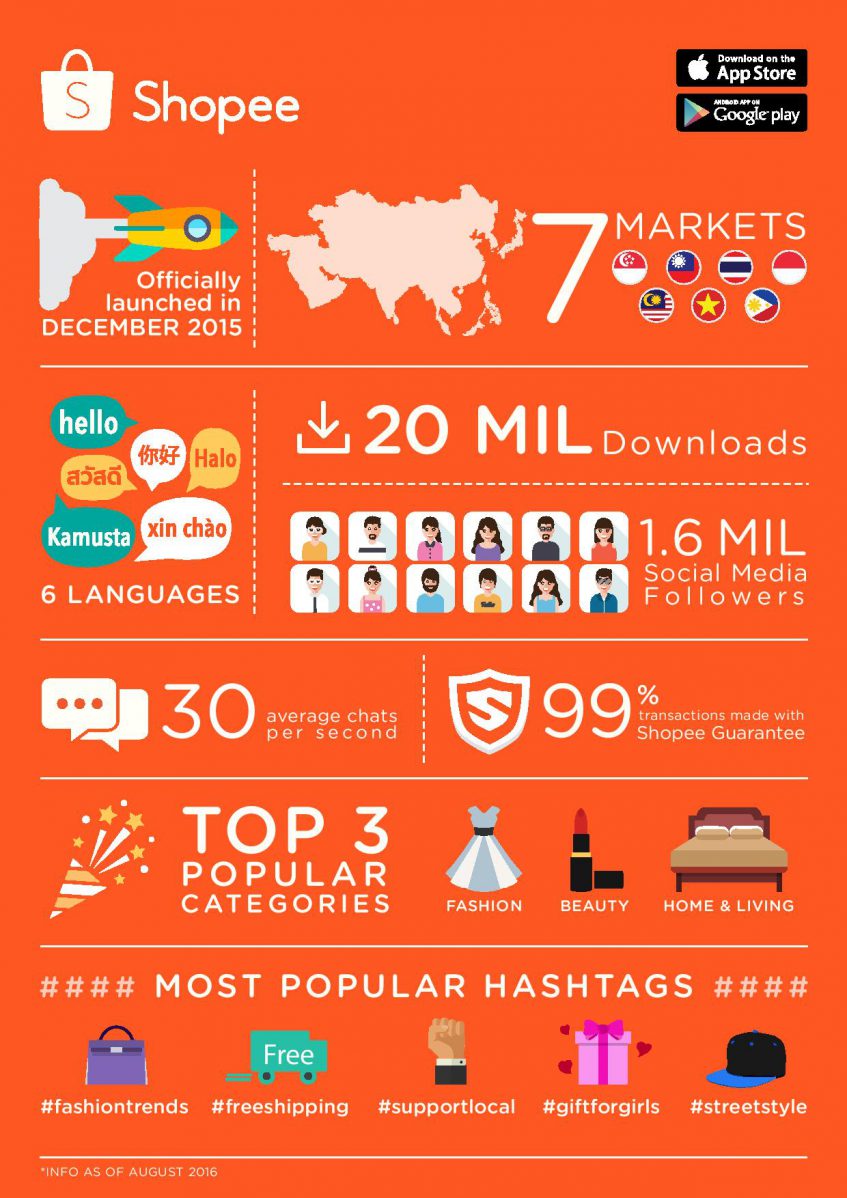 S
Shopee
Download on the
App Store
ANDROID APP ON
Google play
Officially
launched in
DECEMBER 2015
7
MARKETS
hello
你好
Halo
สวัสดี
Kamusta
xin chào
6 LANGUAGES
20 MIL Downloads
1.6 MIL
Social Media
Followers
30
average chats
per second
S
99%
transactions made with
Shopee Guarantee
TOP 3
POPULAR
CATEGORIES
FASHION
BEAUTY
HOME & LIVING
#### MOST POPULAR HASHTAGS ####
Free
#fashiontrends
#freeshipping
#supportlocal
#giftforgirls
#streetstyle
*INFO AS OF AUGUST 2016